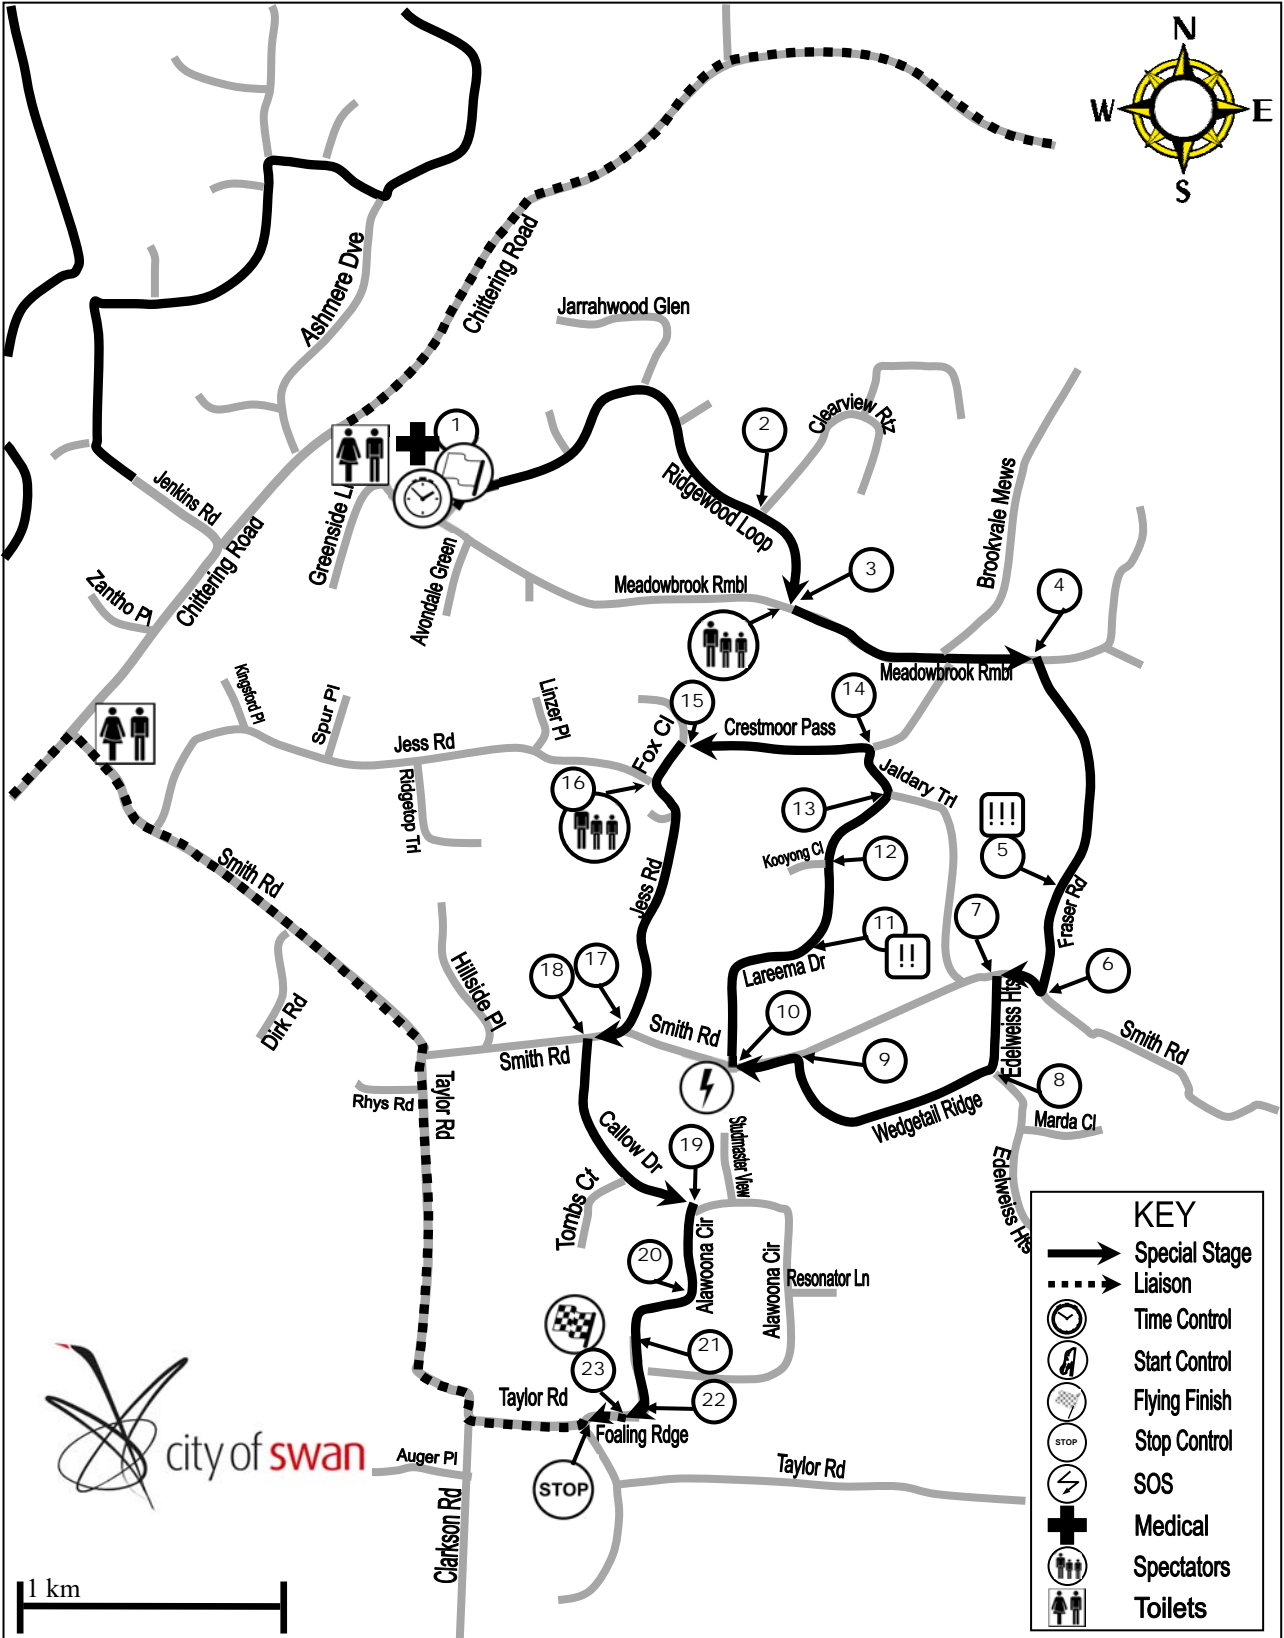 N
W E
S
Chittering Road
Ashmere Dve
Jarrahwood Glen
1
2
Clearview Rtz
Ridgewood Loop
Jenkins Rd
Greenside L
Chittering Road
Avondale Green
Brookvale Mews
3
4
Zantho Pl
Meadowbrook Rmbl
Meadowbrook Rmbl
Kingsford Pl
Spur Pl
Linzer Pl
15
14
Jess Rd
Fox Cl
Crestmoor Pass
Ridgetop Trl
16
Jaldary Trl
13
!!!
5
Kooyong Cl
12
Smith Rd
Jess Rd
Fraser Rd
7
11
!!
Hillside Pl
Lareema Dr
6
18
17
10
Dirk Rd
Smith Rd
Smith Rd
Edelweiss Hts
Smith Rd
9
8
Rhys Rd
Taylor Rd
Wedgetail Ridge
Marda Cl
Callow Dr
19
Studmaster View
Tombs Ct
Edelweiss Hts
20
Alawoona Cir
Alawoona Cir
Resonator Ln
21
23
22
Taylor Rd
Foaling Rdge
Auger Pl
STOP
Taylor Rd
Clarkson Rd
city of swan
1 km
KEY
Special Stage
Liaison
Time Control
Start Control
Flying Finish
STOP Stop Control
SOS
Medical
Spectators
Toilets